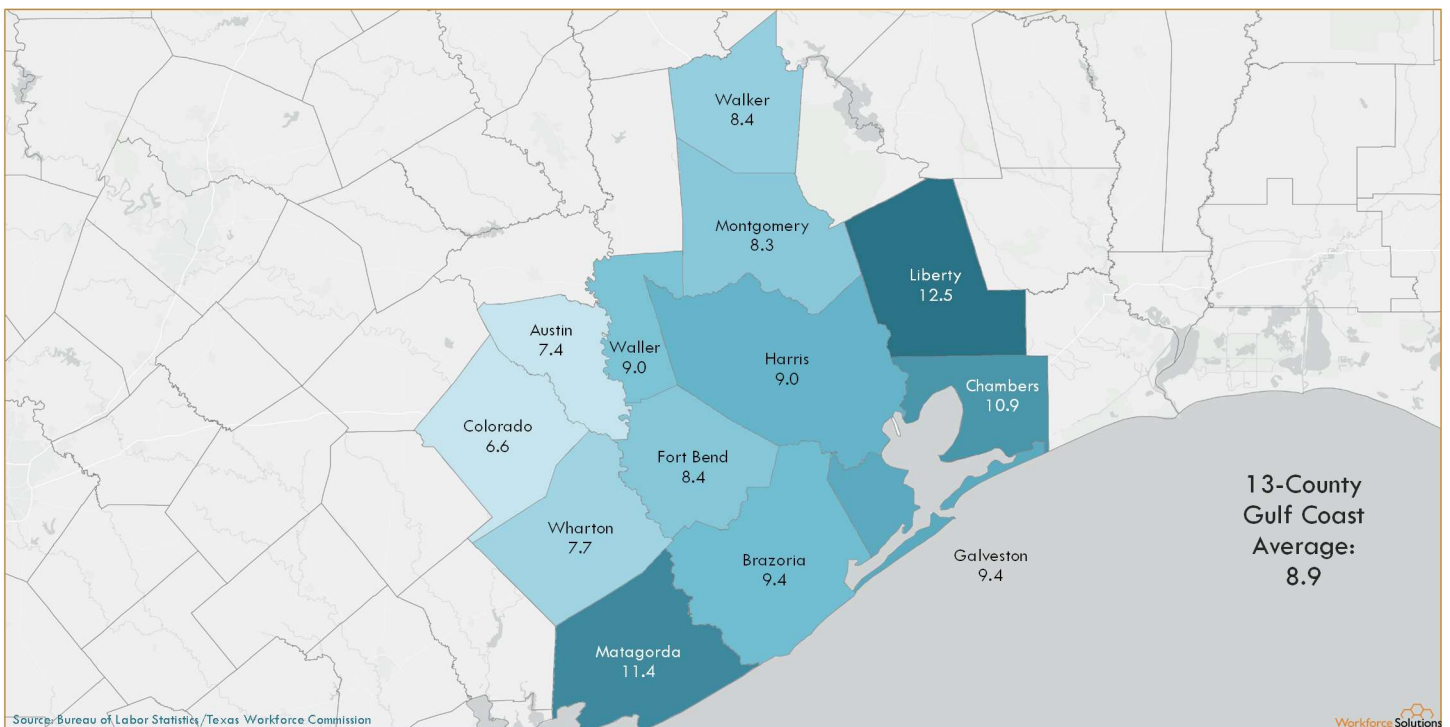 Walker
8.4
Montgomery
8.3
Liberty
12.5
Austin
7.4
Waller
9.0
Harris
9.0
Chambers
10.9
Colorado
6.6
Fort Bend
8.4
Wharton
7.7
Brazoria
9.4
Galveston
9.4
Matagorda
11.4
13-County
Gulf Coast
Average:
8.9
Source: Bureau of Labor Statistics/Texas Workforce Commission
Workforce Solutions